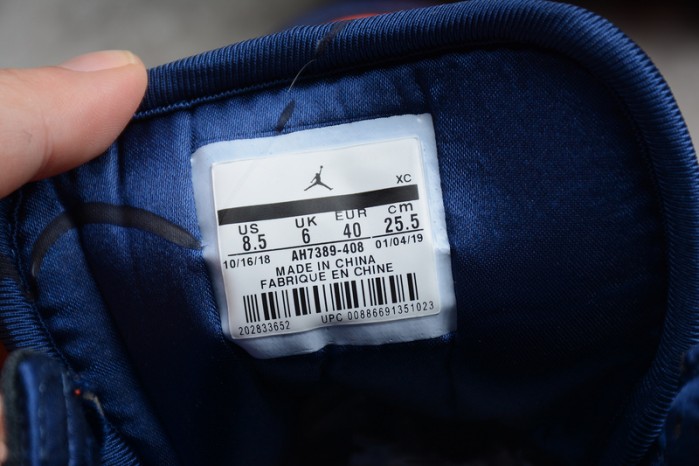 XC
US UK EUR cm
8.5 6 40 25.5
10/16/18 AH7389-408 01/04/19
MADE IN CHINA
FABRIQUE EN CHINE
202833652 UPC 00886691351023